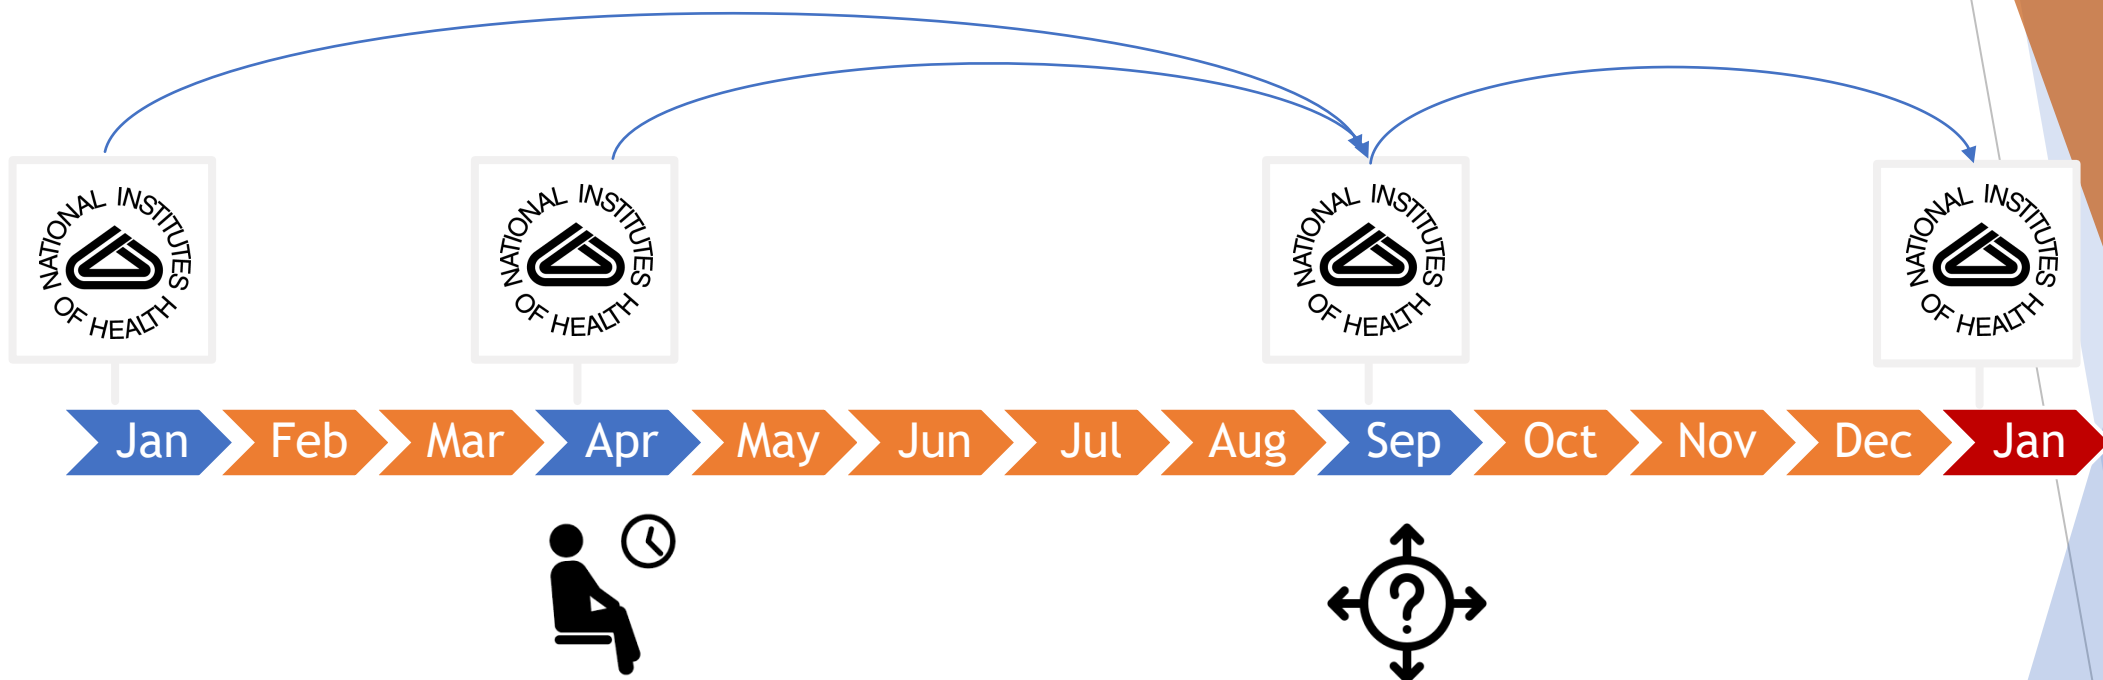 NATIONAL INSTITUTES OF HEALTH
NATIONAL INSTITUTES OF HEALTH
NATIONAL INSTITUTES OF HEALTH
NATIONAL INSTITUTES OF HEALTH
Jan
Feb
Mar
Apr
May
Jun
Jul
Aug
Sep
Oct
Nov
Dec
Jan
?